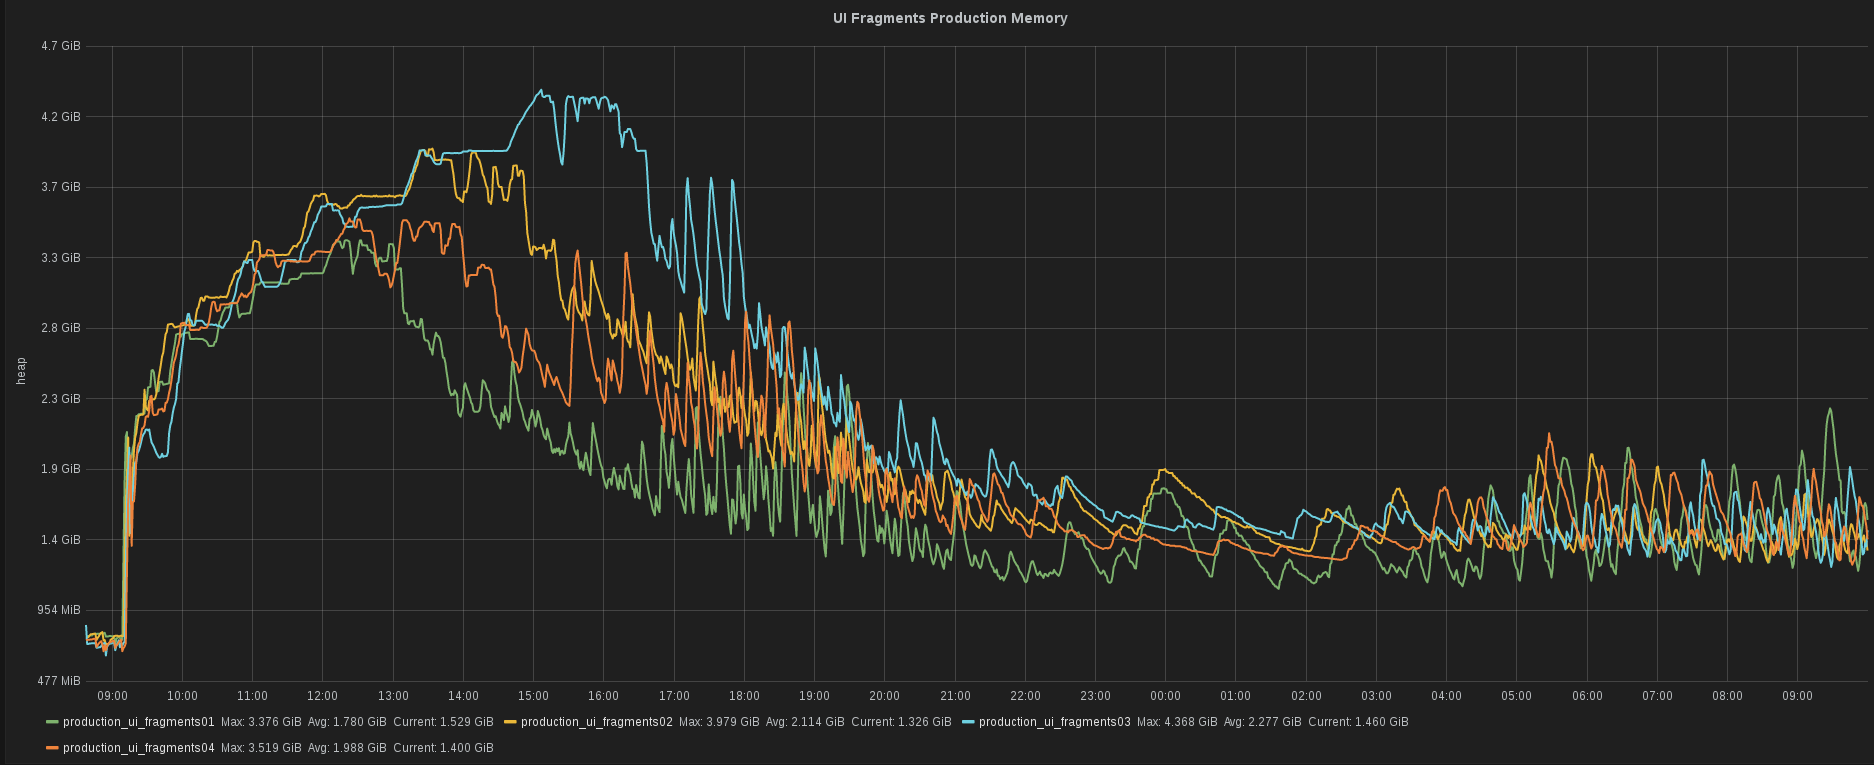 UI Fragments Production Memory
4.7 GiB
4.2 GiB
3.7 GiB
3.3 GiB
2.8 GiB
2.3 GiB
1.9 GiB
1.4 GiB
954 MiB
477 MiB
heap
09:00 10:00 11:00 12:00 13:00 14:00 15:00 16:00 17:00 18:00 19:00 20:00 21:00 22:00 23:00 00:00 01:00 02:00 03:00 04:00 05:00 06:00 07:00 08:00 09:00
production_ui_fragments01 Max: 3.376 GiB Avg: 1.780 GiB Current: 1.529 GiB production_ui_fragments02 Max: 3.979 GiB Avg: 2.114 GiB Current: 1.326 GiB production_ui_fragments03 Max: 4.368 GiB Avg: 2.277 GiB Current: 1.460 GiB
production_ui_fragments04 Max: 3.519 GiB Avg: 1.988 GiB Current: 1.400 GiB